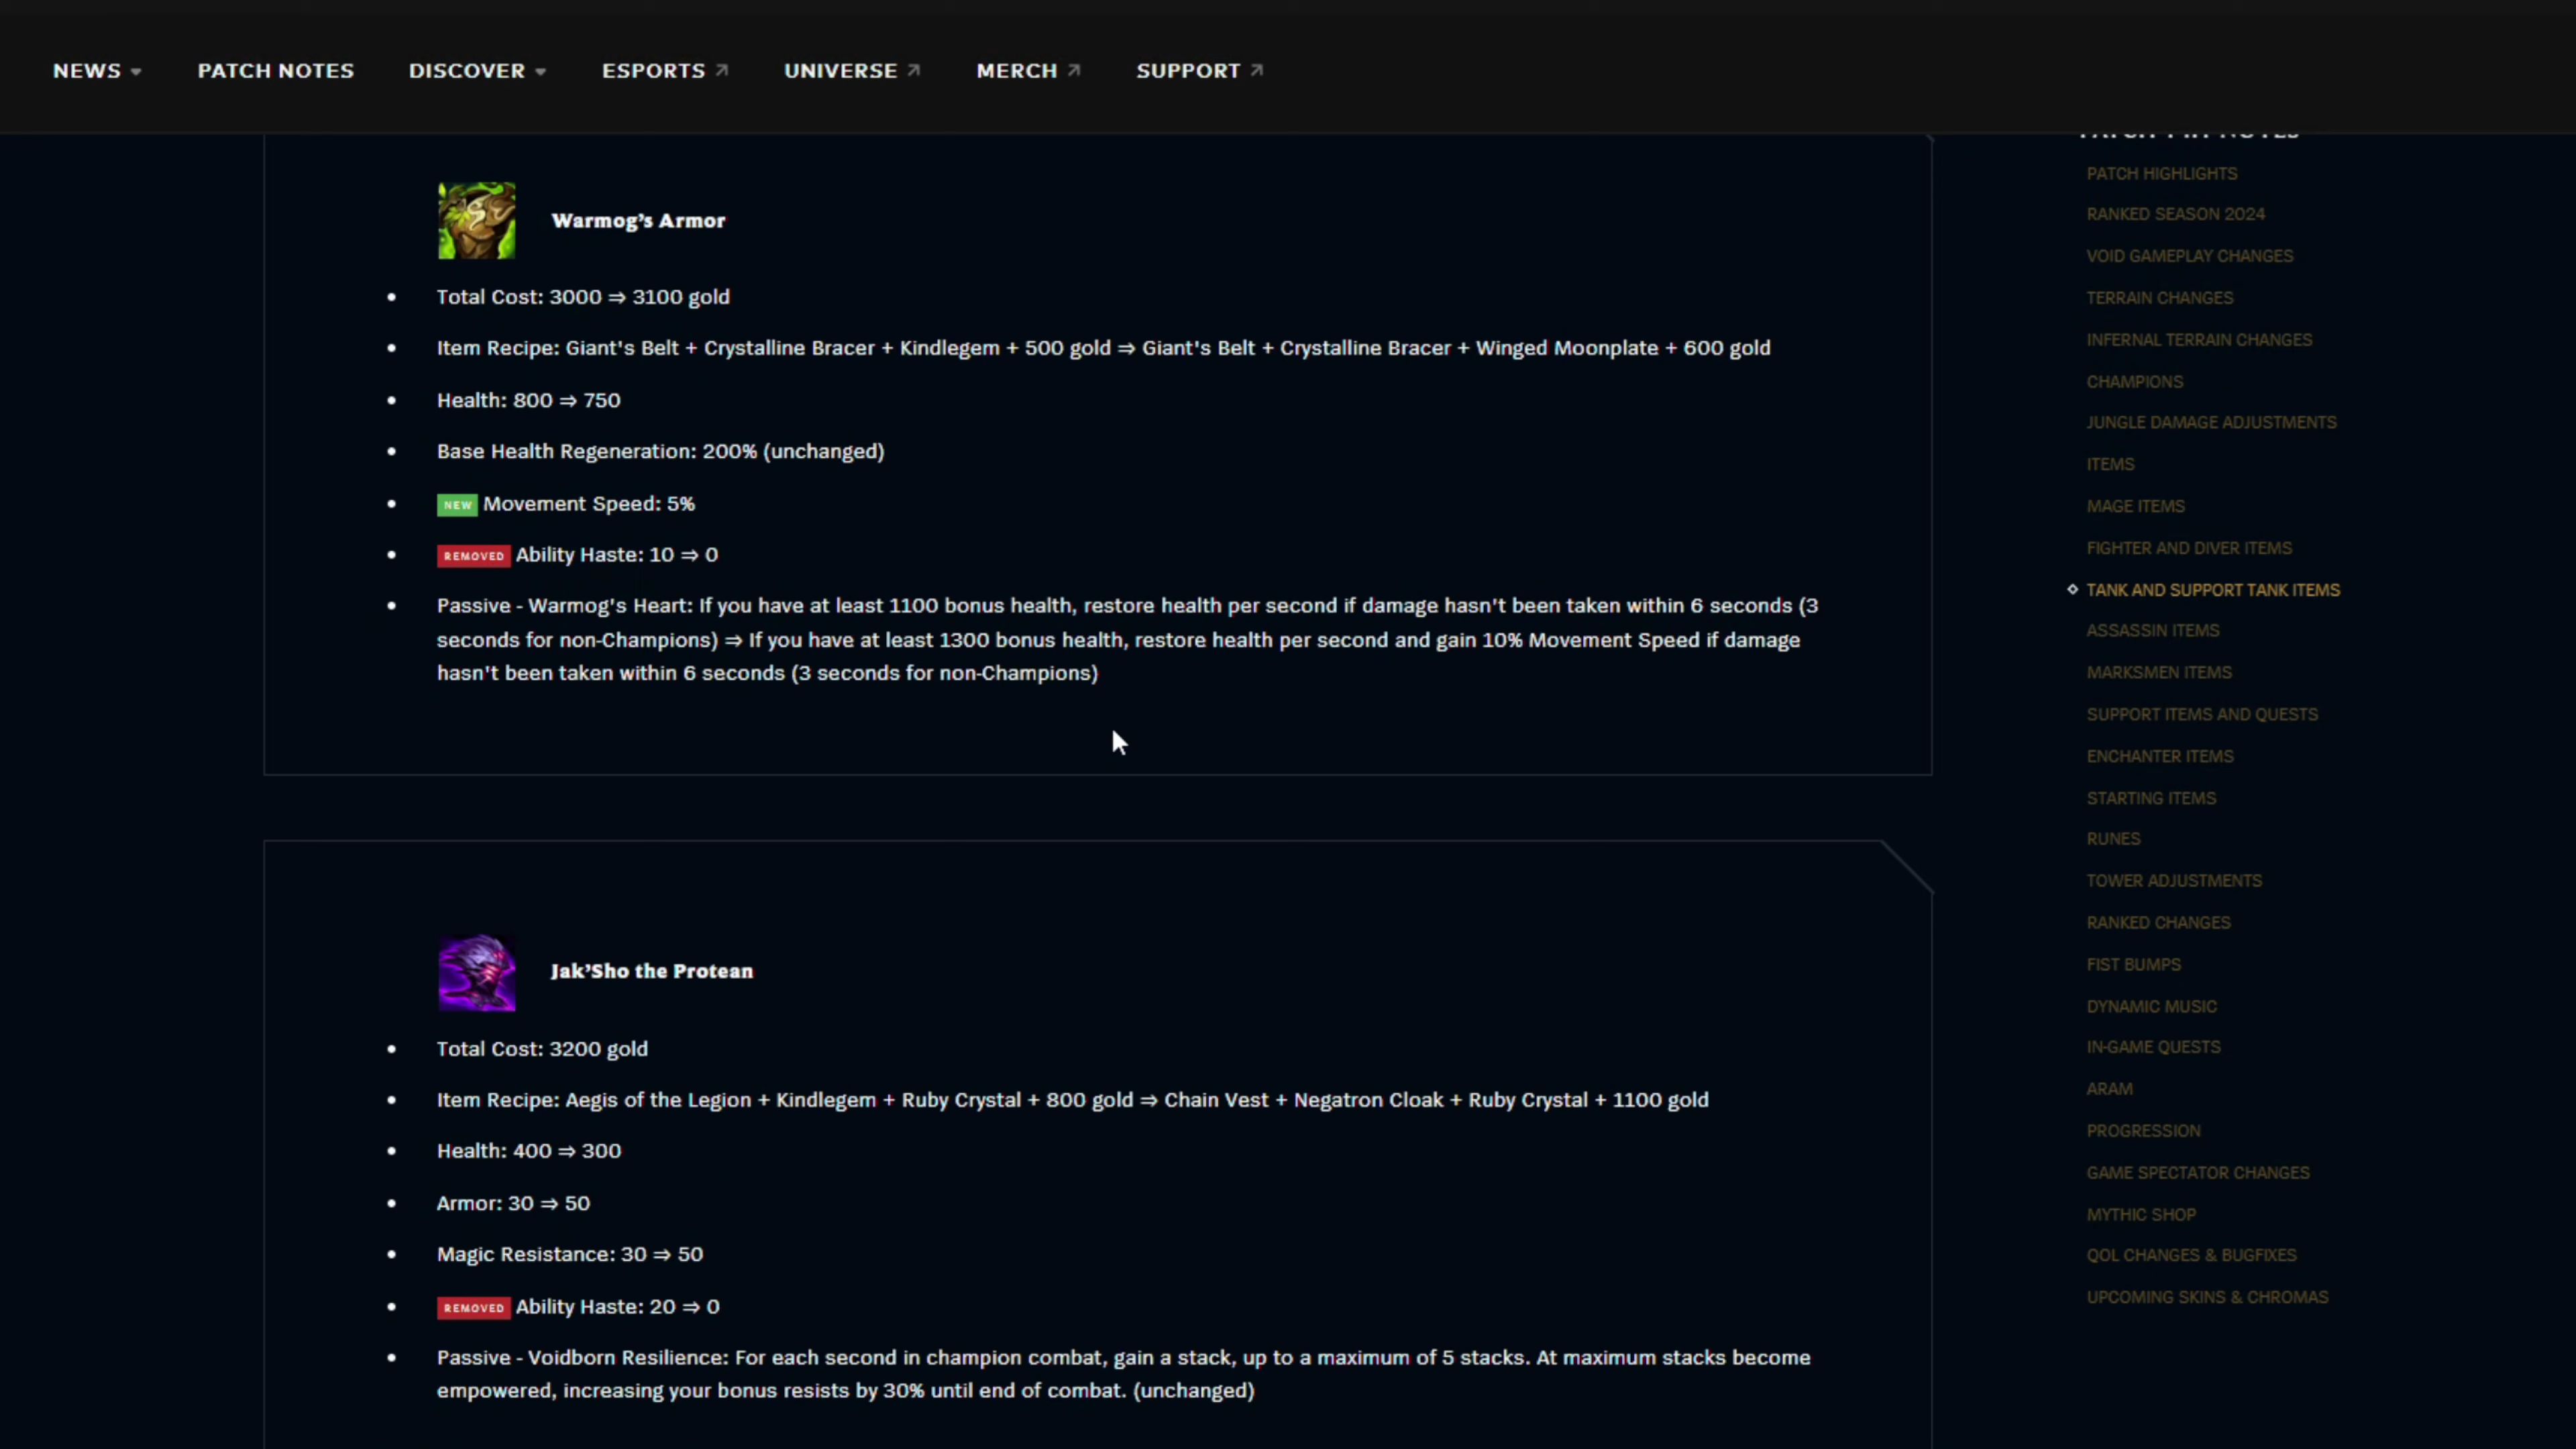 NEWS
PATCH NOTES
DISCOVER
ESPORTS
UNIVERSE
MERCH
SUPPORT
Warmog's Armor
Total Cost: 3000 ⇒ 3100 gold
Item Recipe: Giant's Belt + Crystalline Bracer + Kindlegem + 500 gold ⇒ Giant's Belt + Crystalline Bracer + Winged Moonplate + 600 gold
Health: 800 ⇒ 750
Base Health Regeneration: 200% (unchanged)
NEW Movement Speed: 5%
REMOVED Ability Haste: 10 ⇒ 0
Passive - Warmog's Heart: If you have at least 1100 bonus health, restore health per second if damage hasn't been taken within 6 seconds (3
seconds for non-Champions) ⇒ If you have at least 1300 bonus health, restore health per second and gain 10% Movement Speed if damage
hasn't been taken within 6 seconds (3 seconds for non-Champions)
Jak'Sho the Protean
Total Cost: 3200 gold
Item Recipe: Aegis of the Legion + Kindlegem + Ruby Crystal + 800 gold ⇒ Chain Vest + Negatron Cloak + Ruby Crystal + 1100 gold
Health: 400 ⇒ 300
Armor: 30 ⇒ 50
Magic Resistance: 30 ⇒ 50
REMOVED Ability Haste: 20 ⇒ 0
Passive - Voidborn Resilience: For each second in champion combat, gain a stack, up to a maximum of 5 stacks. At maximum stacks become
empowered, increasing your bonus resists by 30% until end of combat. (unchanged)
PATCH HIGHLIGHTS
RANKED SEASON 2024
VOID GAMEPLAY CHANGES
TERRAIN CHANGES
INFERNAL TERRAIN CHANGES
CHAMPIONS
JUNGLE DAMAGE ADJUSTMENTS
ITEMS
MAGE ITEMS
FIGHTER AND DIVER ITEMS
TANK AND SUPPORT TANK ITEMS
ASSASSIN ITEMS
MARKSMEN ITEMS
SUPPORT ITEMS AND QUESTS
ENCHANTER ITEMS
STARTING ITEMS
RUNES
TOWER ADJUSTMENTS
RANKED CHANGES
FIST BUMPS
DYNAMIC MUSIC
IN-GAME QUESTS
ARAM
PROGRESSION
GAME SPECTATOR CHANGES
MYTHIC SHOP
QOL CHANGES & BUGFIXES
UPCOMING SKINS & CHROMAS